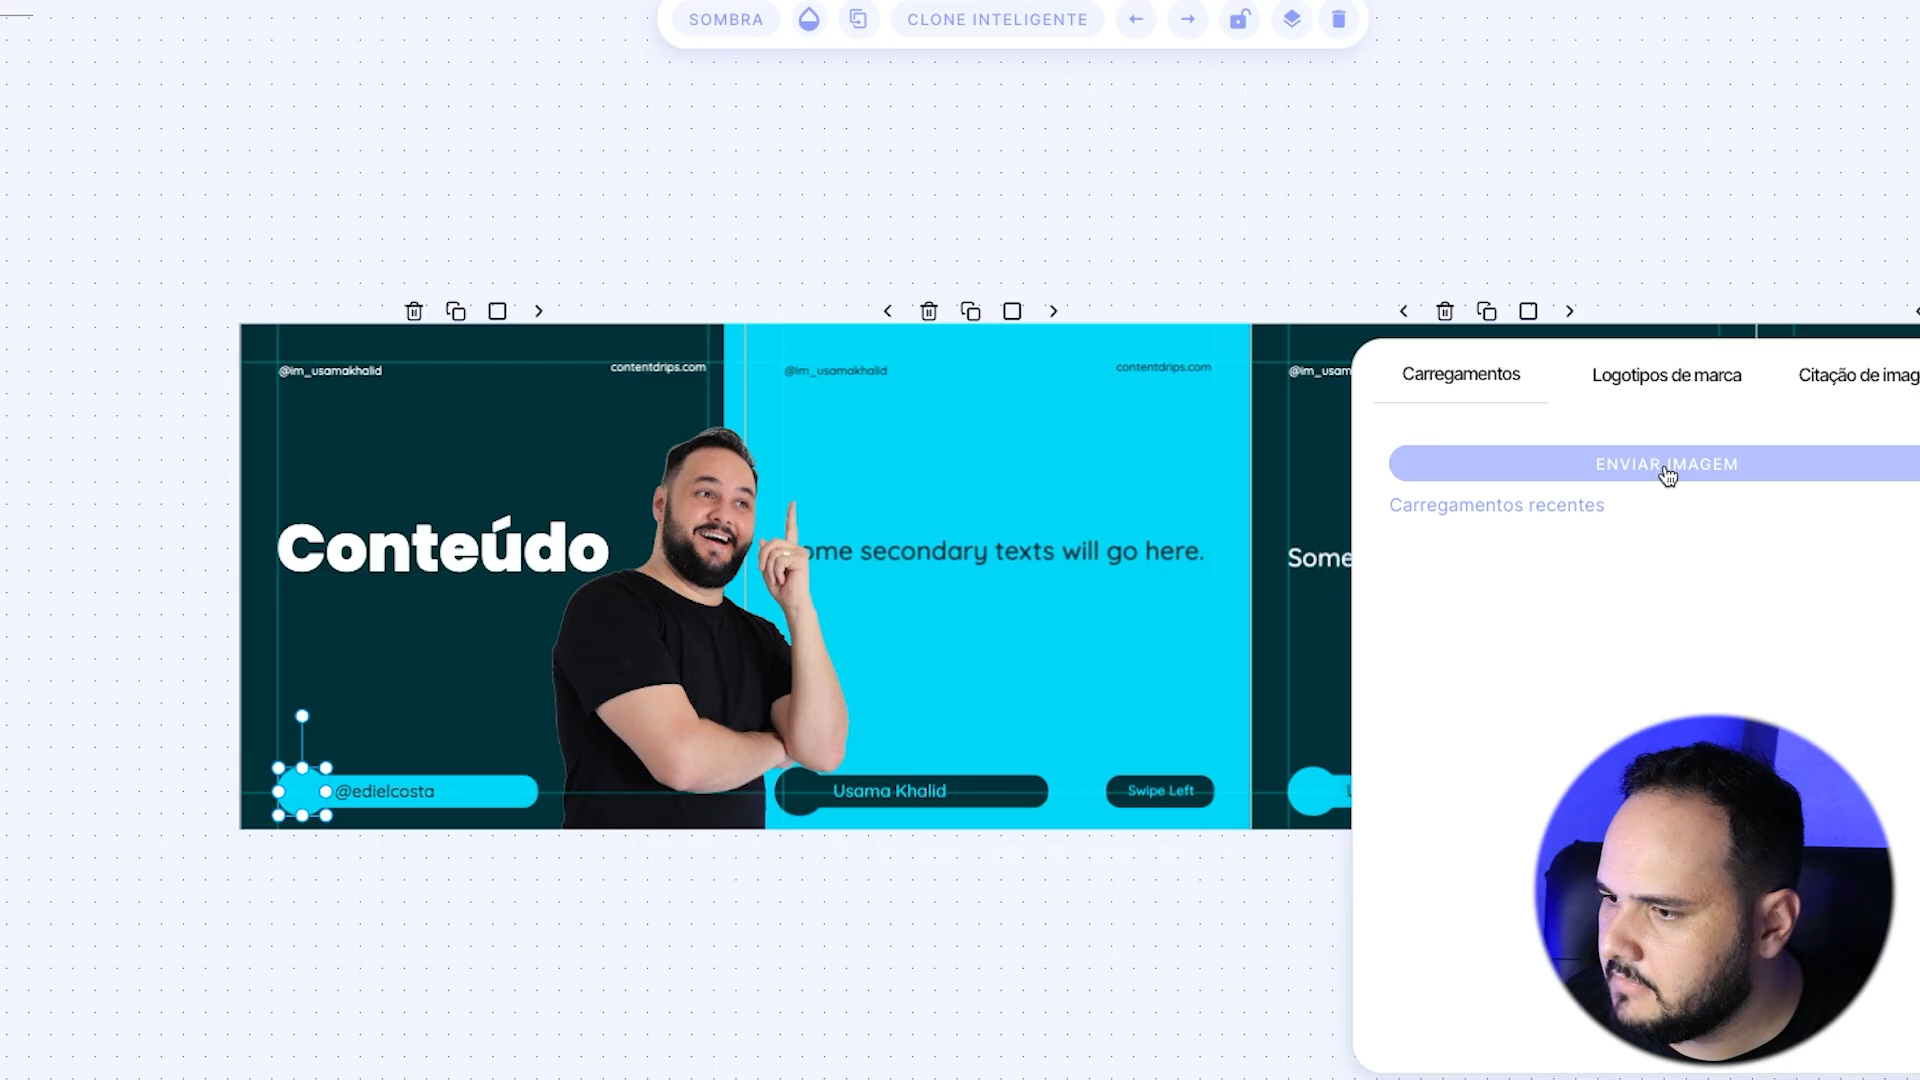 SOMBRA
CLONE INTELIGENTE
@im_usamakhalid
contentdrips.com
Conteúdo
@edielcosta
@im_usamakhalid
contentdrips.com
ome secondary texts will go here.
Usama Khalid
Swipe Left
@im_usam
Some
Carregamentos
Logotipos de marca
Citação de imag
ENVIAR IMAGEM
Carregamentos recentes